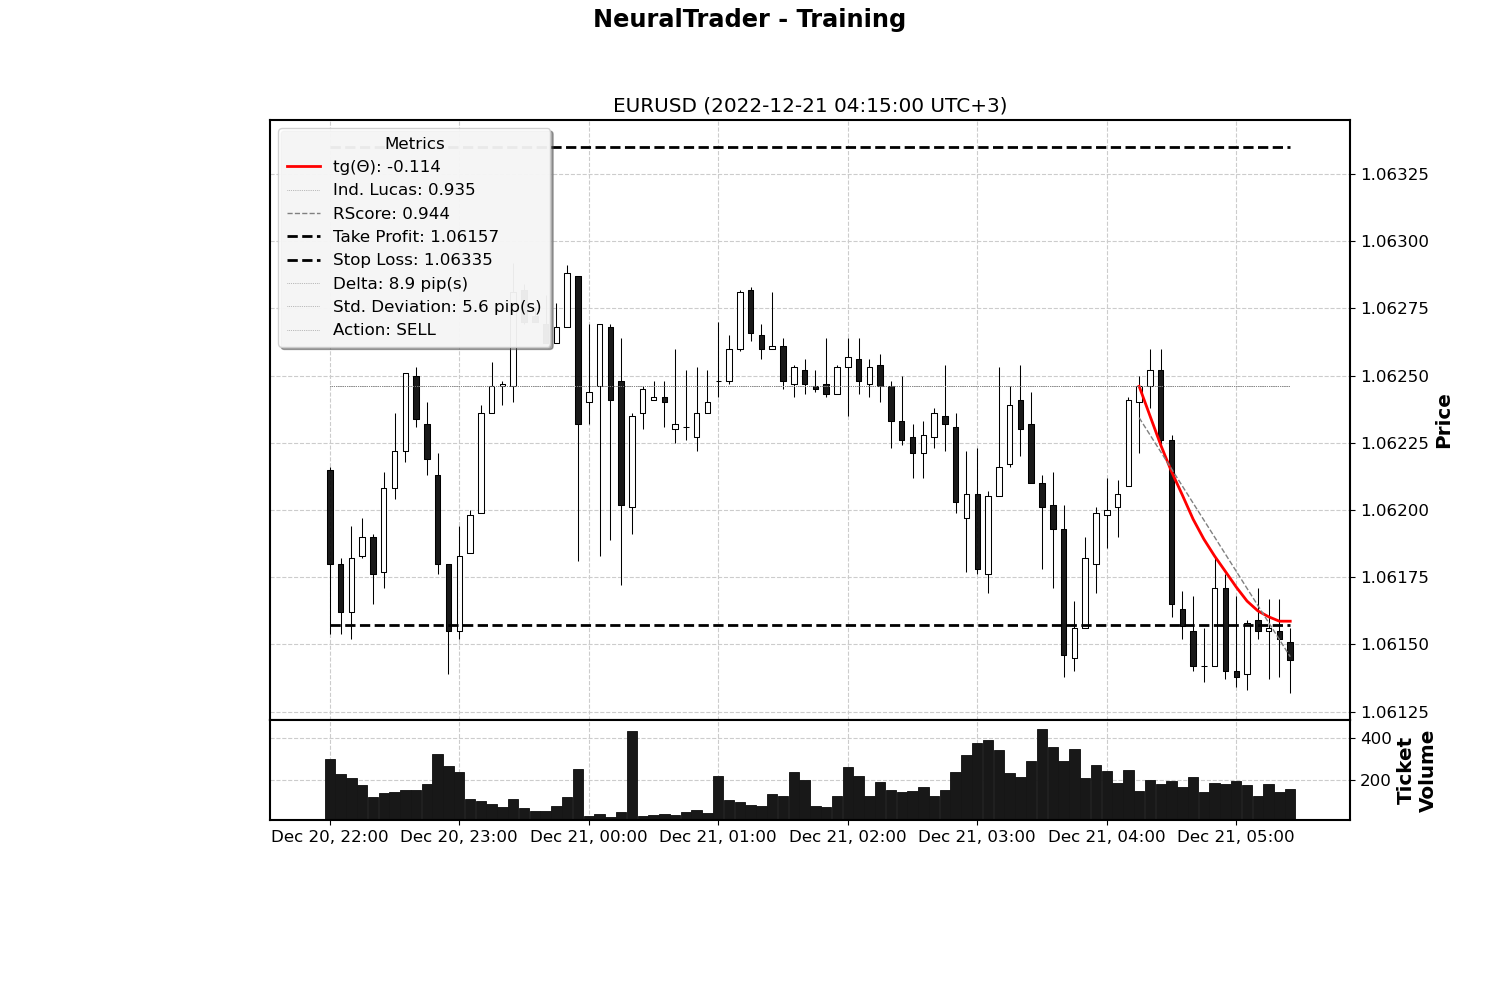 NeuralTrader - Training
EURUSD (2022-12-21 04:15:00 UTC+3)
Metrics
tg(Θ): -0.114
Ind. Lucas: 0.935
RScore: 0.944
Take Profit: 1.06157
Stop Loss: 1.06335
Delta: 8.9 pip(s)
Std. Deviation: 5.6 pip(s)
Action: SELL
1.06325
1.06300
1.06275
1.06250
1.06225
1.06200
1.06175
1.06150
1.06125
Price
400
200
Ticket
Volume
Dec 20, 22:00 Dec 20, 23:00 Dec 21, 00:00 Dec 21, 01:00 Dec 21, 02:00 Dec 21, 03:00 Dec 21, 04:00 Dec 21, 05:00